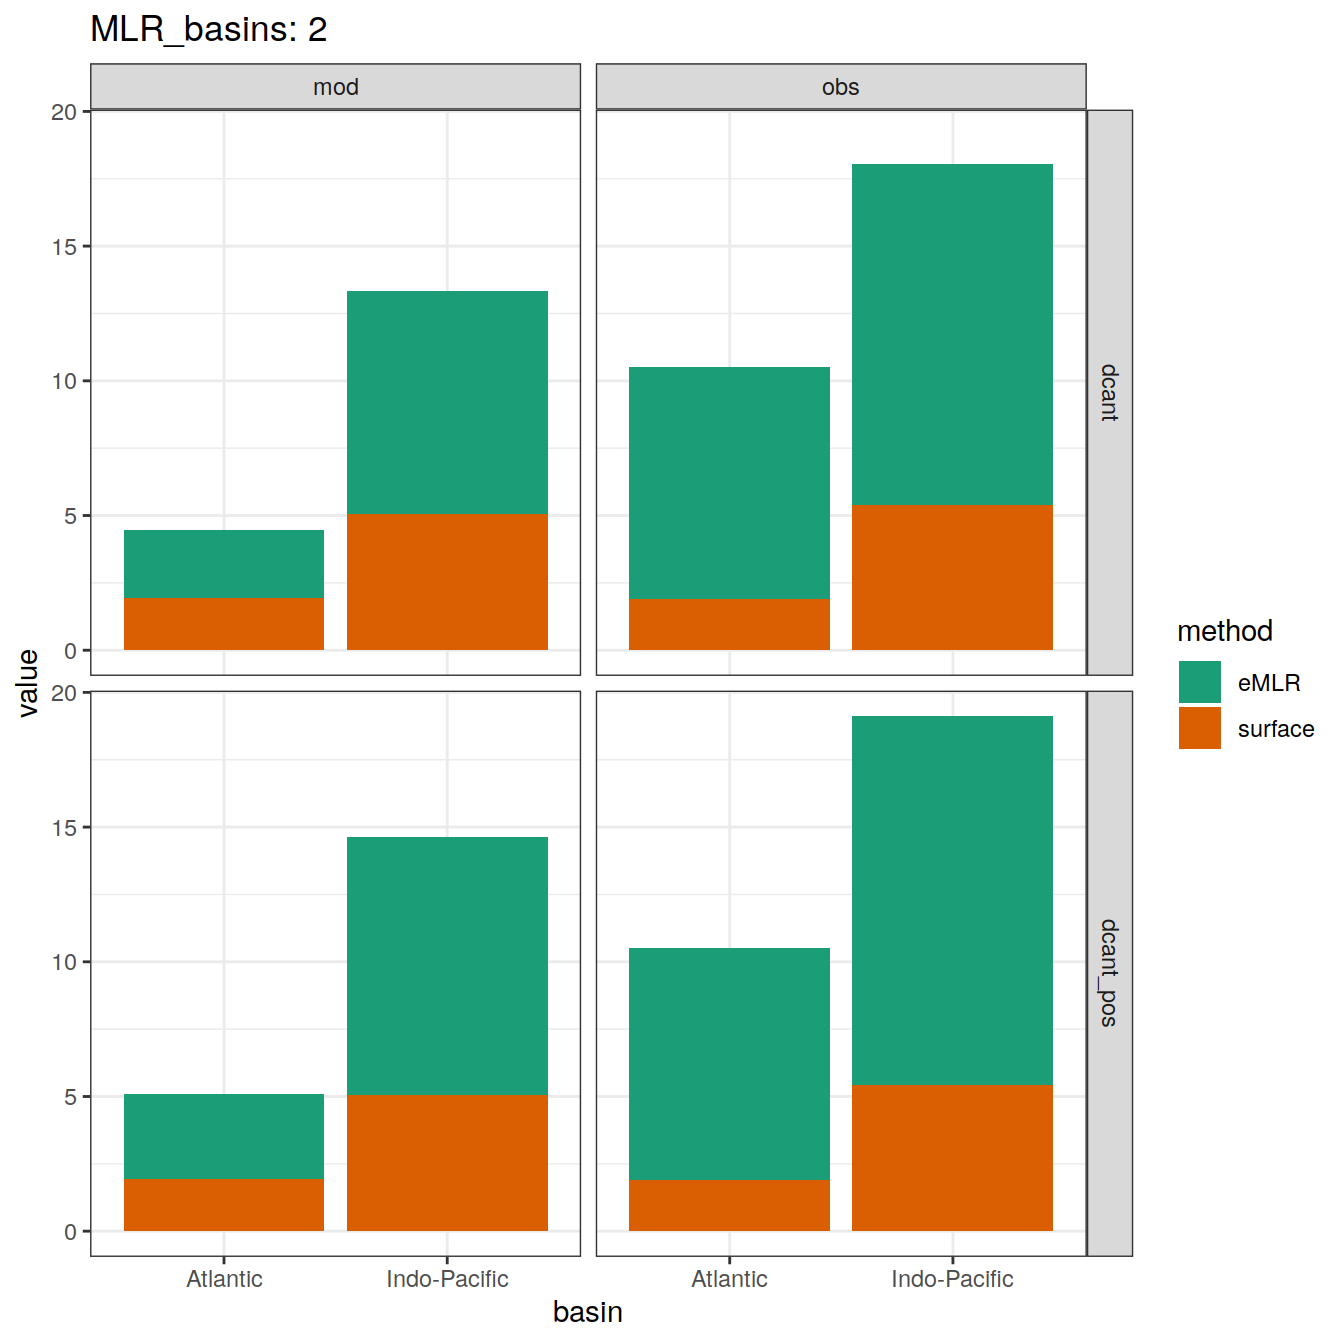 MLR_basins: 2
mod
obs
20
15
10
5
0
dcant
20
15
10
5
0
dcant_pos
value
Atlantic
Indo-Pacific
Atlantic
Indo-Pacific
basin
method
eMLR
surface